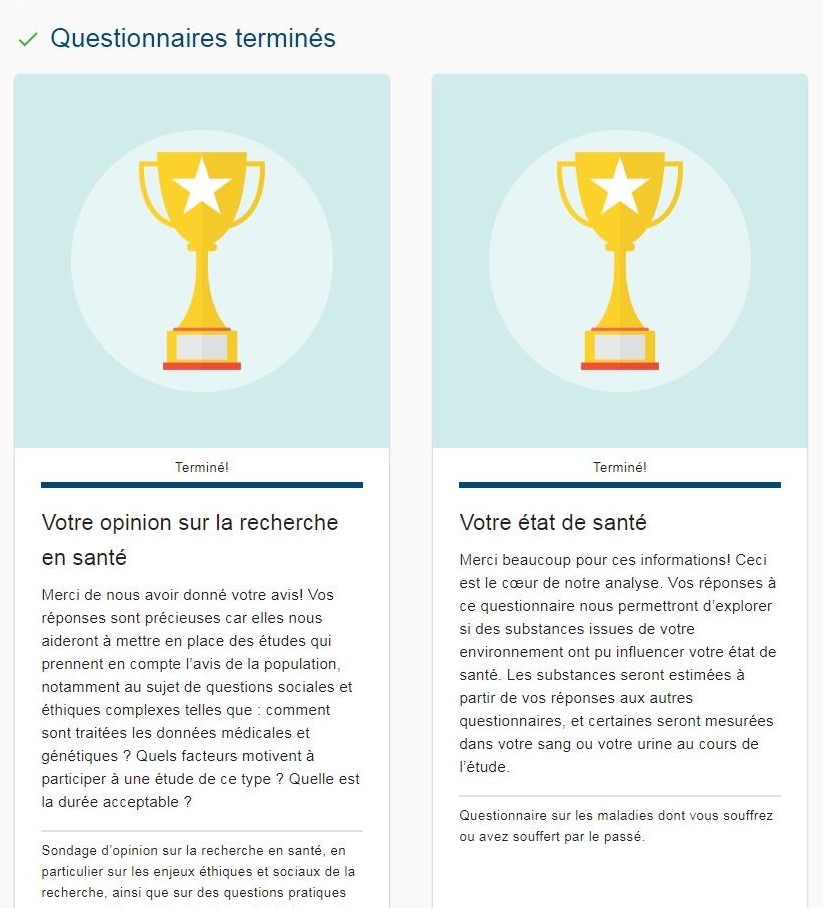 Questionnaires terminés
Terminé!
Votre opinion sur la recherche
en santé
Merci de nous avoir donné votre avis! Vos
réponses sont précieuses car elles nous
aideront à mettre en place des études qui
prennent en compte l'avis de la population,
notamment au sujet de questions sociales et
éthiques complexes telles que : comment
sont traitées les données médicales et
génétiques ? Quels facteurs motivent à
participer à une étude de ce type ? Quelle est
la durée acceptable ?
Sondage d'opinion sur la recherche en santé, en
particulier sur les enjeux éthiques et sociaux de la
recherche, ainsi que sur des questions pratiques
Terminé!
Votre état de santé
Merci beaucoup pour ces informations! Ceci
est le cœur de notre analyse. Vos réponses à
ce questionnaire nous permettront d'explorer
si des substances issues de votre
environnement ont pu influencer votre état de
santé. Les substances seront estimées à
partir de vos réponses aux autres
questionnaires, et certaines seront mesurées
dans votre sang ou votre urine au cours de
l'étude.
Questionnaire sur les maladies dont vous souffrez
ou avez souffert par le passé.